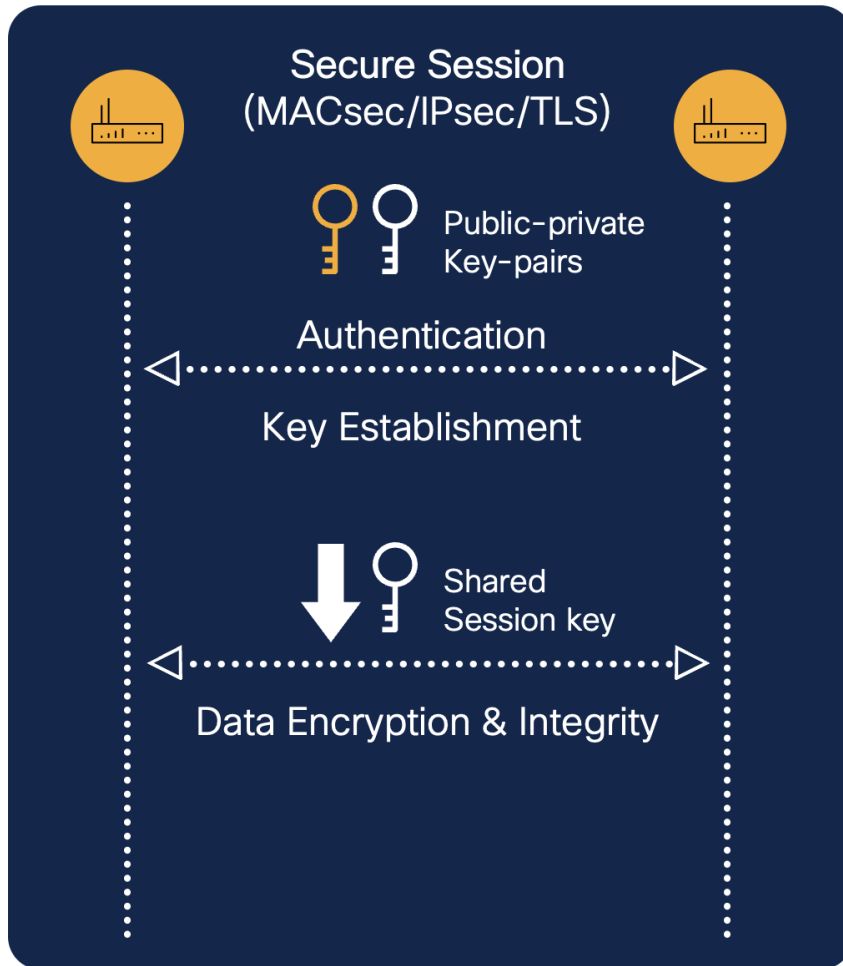 Secure Session
(MACsec/IPsec/TLS)
Public-private
Key-pairs
Authentication
Key Establishment
Shared
Session key
Data Encryption & Integrity